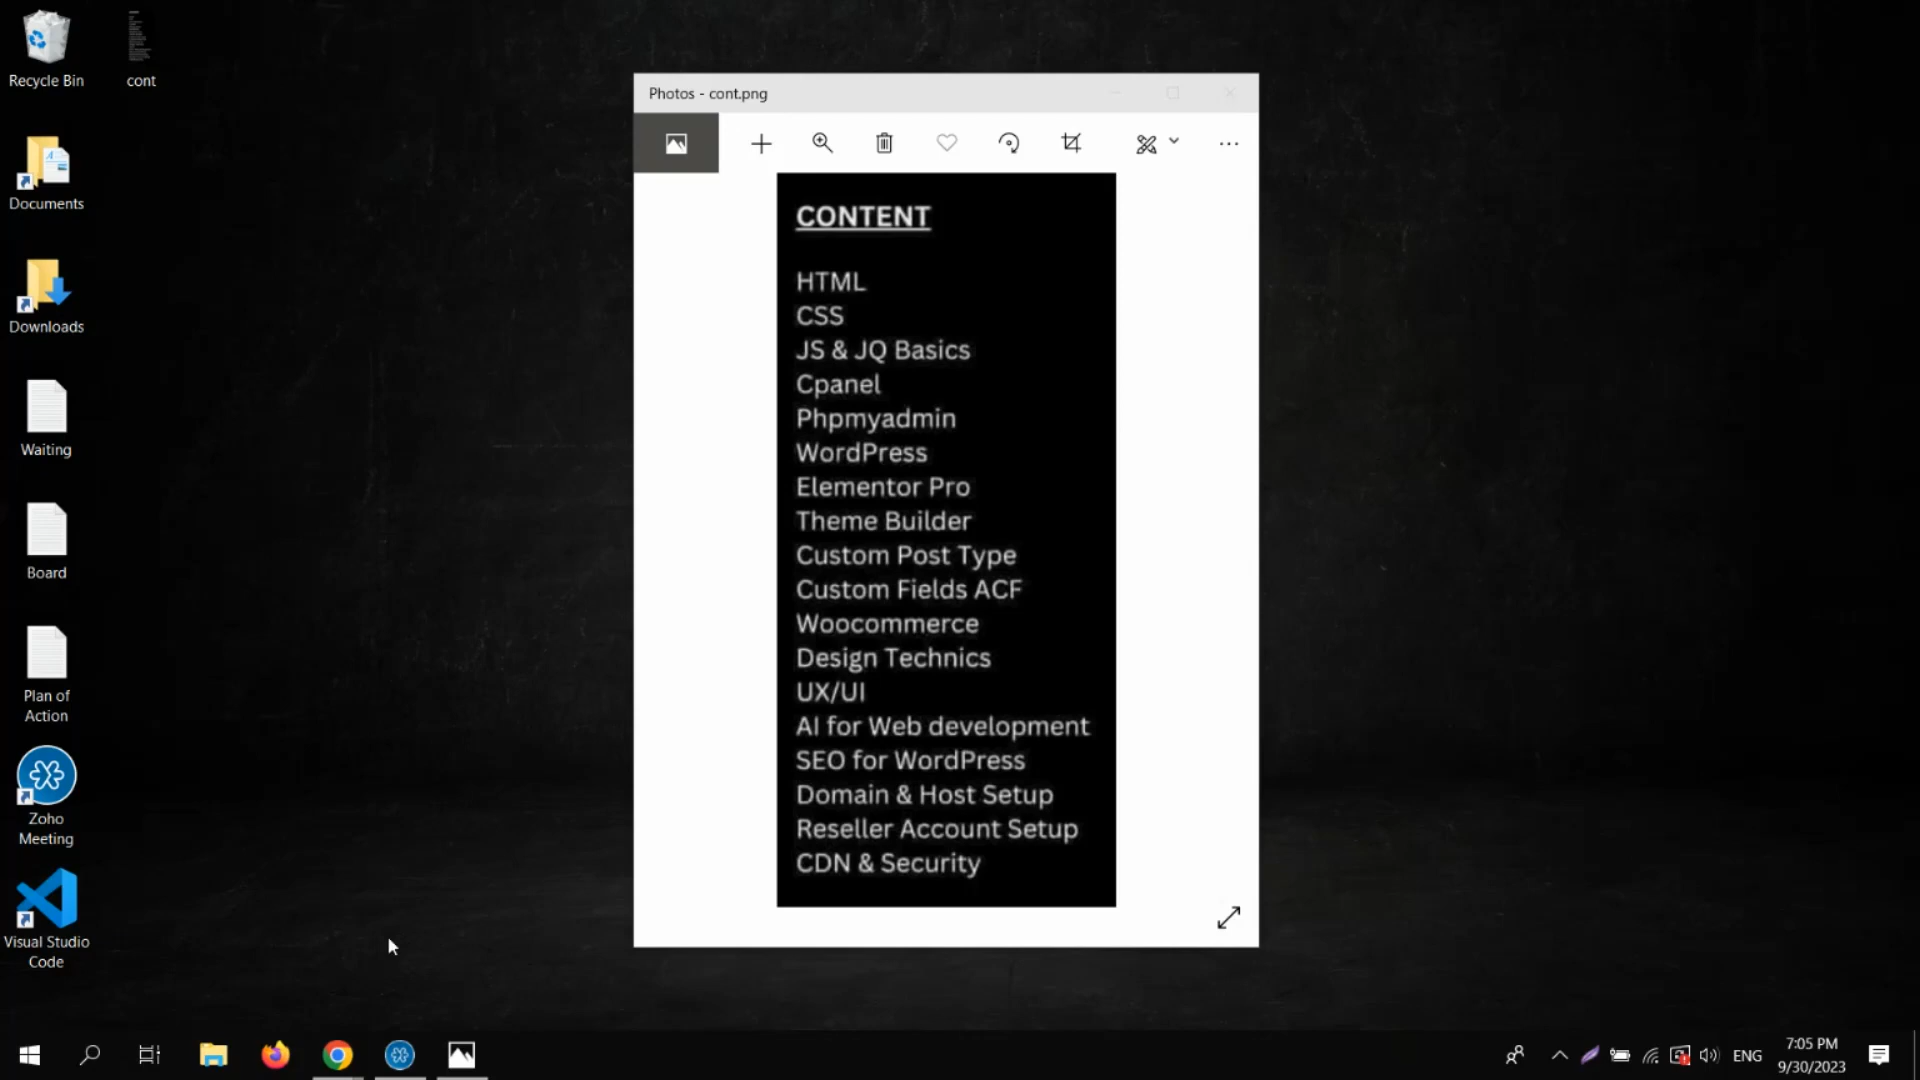 Recycle Bin
cont
Documents
Downloads
Waiting
Board
Plan of
Action
Zoho
Meeting
Visual Studio
Code
Photos - cont.png
CONTENT
HTML
CSS
JS & JQ Basics
Cpanel
Phpmyadmin
WordPress
Elementor Pro
Theme Builder
Custom Post Type
Custom Fields ACF
Woocommerce
Design Technics
UX/UI
AI for Web development
SEO for WordPress
Domain & Host Setup
Reseller Account Setup
CDN & Security
ENG
7:05 PM
9/30/2023